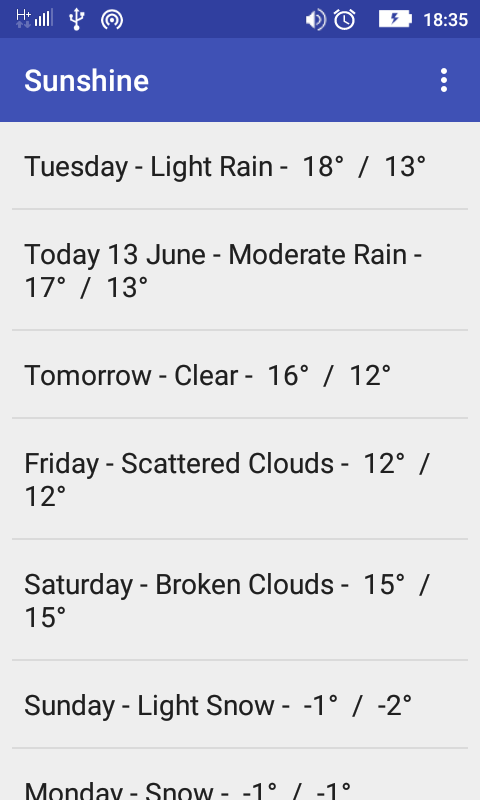 H+ 18:35
Sunshine
Tuesday - Light Rain - 18° / 13°
Today 13 June - Moderate Rain -
17° / 13°
Tomorrow - Clear - 16° / 12°
Friday - Scattered Clouds - 12° /
12°
Saturday - Broken Clouds - 15° /
15°
Sunday - Light Snow - -1° / -2°
Monday - Snow - -1° / -1°